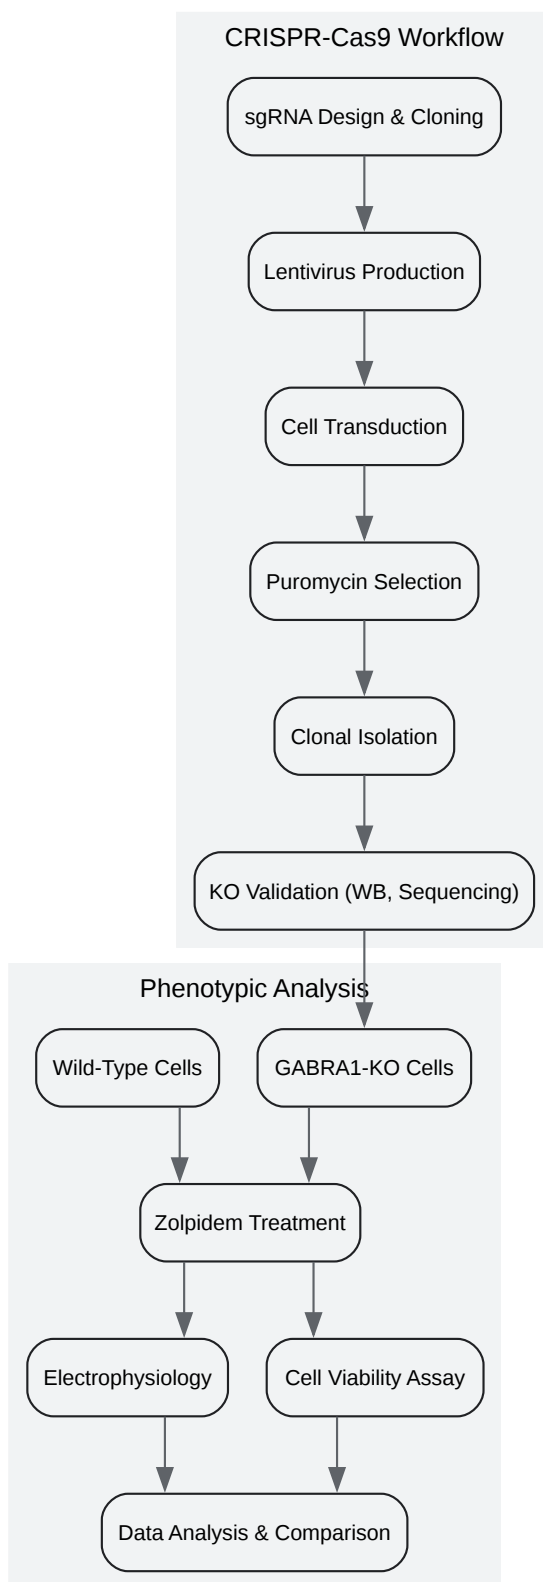 CRISPR-Cas9 Workflow
sgRNA Design & Cloning
Lentivirus Production
Cell Transduction
Puromycin Selection
Clonal Isolation
KO Validation (WB, Sequencing)
Phenotypic Analysis
Wild-Type Cells
GABRA1-KO Cells
Zolpidem Treatment
Electrophysiology
Cell Viability Assay
Data Analysis & Comparison